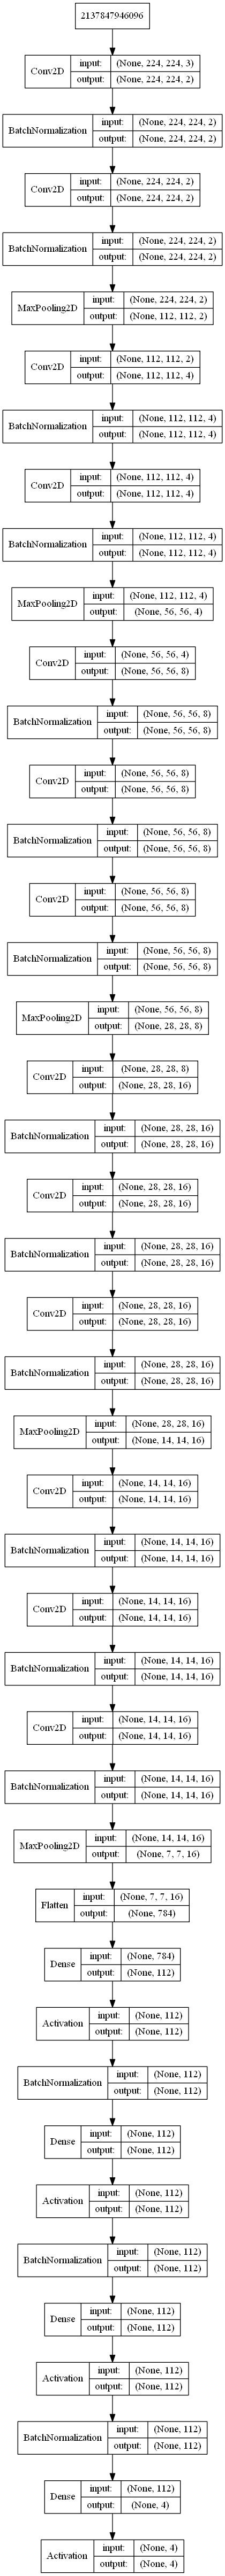 2137847946096
Conv2D input: (None, 224, 224, 3)
output: (None, 224, 224, 2)
BatchNormalization input: (None, 224, 224, 2)
output: (None, 224, 224, 2)
Conv2D input: (None, 224, 224, 2)
output: (None, 224, 224, 2)
BatchNormalization input: (None, 224, 224, 2)
output: (None, 224, 224, 2)
MaxPooling2D input: (None, 224, 224, 2)
output: (None, 112, 112, 2)
Conv2D input: (None, 112, 112, 2)
output: (None, 112, 112, 4)
BatchNormalization input: (None, 112, 112, 4)
output: (None, 112, 112, 4)
Conv2D input: (None, 112, 112, 4)
output: (None, 112, 112, 4)
BatchNormalization input: (None, 112, 112, 4)
output: (None, 112, 112, 4)
MaxPooling2D input: (None, 112, 112, 4)
output: (None, 56, 56, 4)
Conv2D input: (None, 56, 56, 4)
output: (None, 56, 56, 8)
BatchNormalization input: (None, 56, 56, 8)
output: (None, 56, 56, 8)
Conv2D input: (None, 56, 56, 8)
output: (None, 56, 56, 8)
BatchNormalization input: (None, 56, 56, 8)
output: (None, 56, 56, 8)
Conv2D input: (None, 56, 56, 8)
output: (None, 56, 56, 8)
BatchNormalization input: (None, 56, 56, 8)
output: (None, 56, 56, 8)
MaxPooling2D input: (None, 56, 56, 8)
output: (None, 28, 28, 8)
Conv2D input: (None, 28, 28, 8)
output: (None, 28, 28, 16)
BatchNormalization input: (None, 28, 28, 16)
output: (None, 28, 28, 16)
Conv2D input: (None, 28, 28, 16)
output: (None, 28, 28, 16)
BatchNormalization input: (None, 28, 28, 16)
output: (None, 28, 28, 16)
Conv2D input: (None, 28, 28, 16)
output: (None, 28, 28, 16)
BatchNormalization input: (None, 28, 28, 16)
output: (None, 28, 28, 16)
MaxPooling2D input: (None, 28, 28, 16)
output: (None, 14, 14, 16)
Conv2D input: (None, 14, 14, 16)
output: (None, 14, 14, 16)
BatchNormalization input: (None, 14, 14, 16)
output: (None, 14, 14, 16)
Conv2D input: (None, 14, 14, 16)
output: (None, 14, 14, 16)
BatchNormalization input: (None, 14, 14, 16)
output: (None, 14, 14, 16)
Conv2D input: (None, 14, 14, 16)
output: (None, 14, 14, 16)
BatchNormalization input: (None, 14, 14, 16)
output: (None, 14, 14, 16)
MaxPooling2D input: (None, 14, 14, 16)
output: (None, 7, 7, 16)
Flatten input: (None, 7, 7, 16)
output: (None, 784)
Dense input: (None, 784)
output: (None, 112)
Activation input: (None, 112)
output: (None, 112)
BatchNormalization input: (None, 112)
output: (None, 112)
Dense input: (None, 112)
output: (None, 112)
Activation input: (None, 112)
output: (None, 112)
BatchNormalization input: (None, 112)
output: (None, 112)
Dense input: (None, 112)
output: (None, 112)
Activation input: (None, 112)
output: (None, 112)
BatchNormalization input: (None, 112)
output: (None, 112)
Dense input: (None, 112)
output: (None, 4)
Activation input: (None, 4)
output: (None, 4)